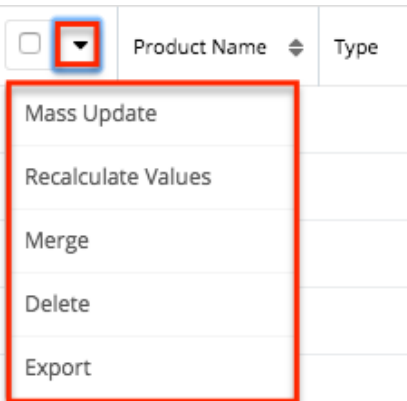 Product Name Type
Mass Update
Recalculate Values
Merge
Delete
Export